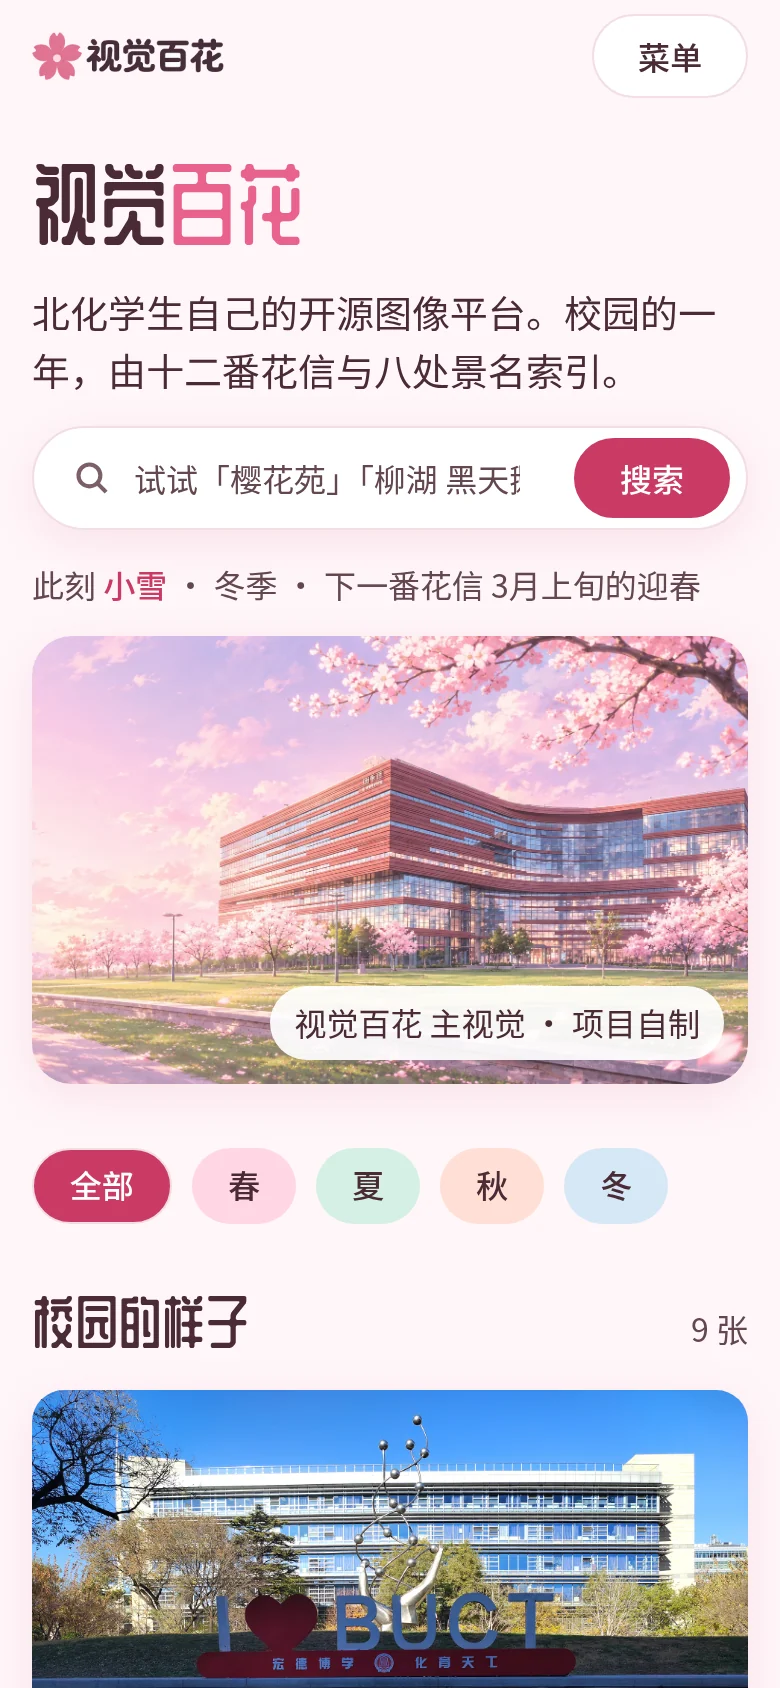 视觉百花
菜单
视觉百花
北化学生自己的开源图像平台。校园的一
年，由十二番花信与八处景名索引。
试试「樱花苑」「柳湖 黑天
搜索
此刻 小雪 · 冬季 · 下一番花信 3月上旬的迎春
视觉百花 主视觉 · 项目自制
全部
春
夏
秋
冬
校园的样子
9 张
I BUCT
宏德博学 化育天工